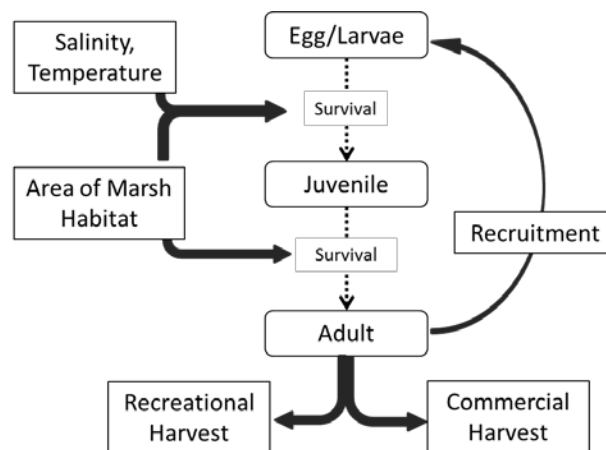 Salinity,
Temperature
Egg/Larvae
Survival
Area of Marsh
Habitat
Juvenile
Survival
Recruitment
Adult
Recreational
Harvest
Commercial
Harvest